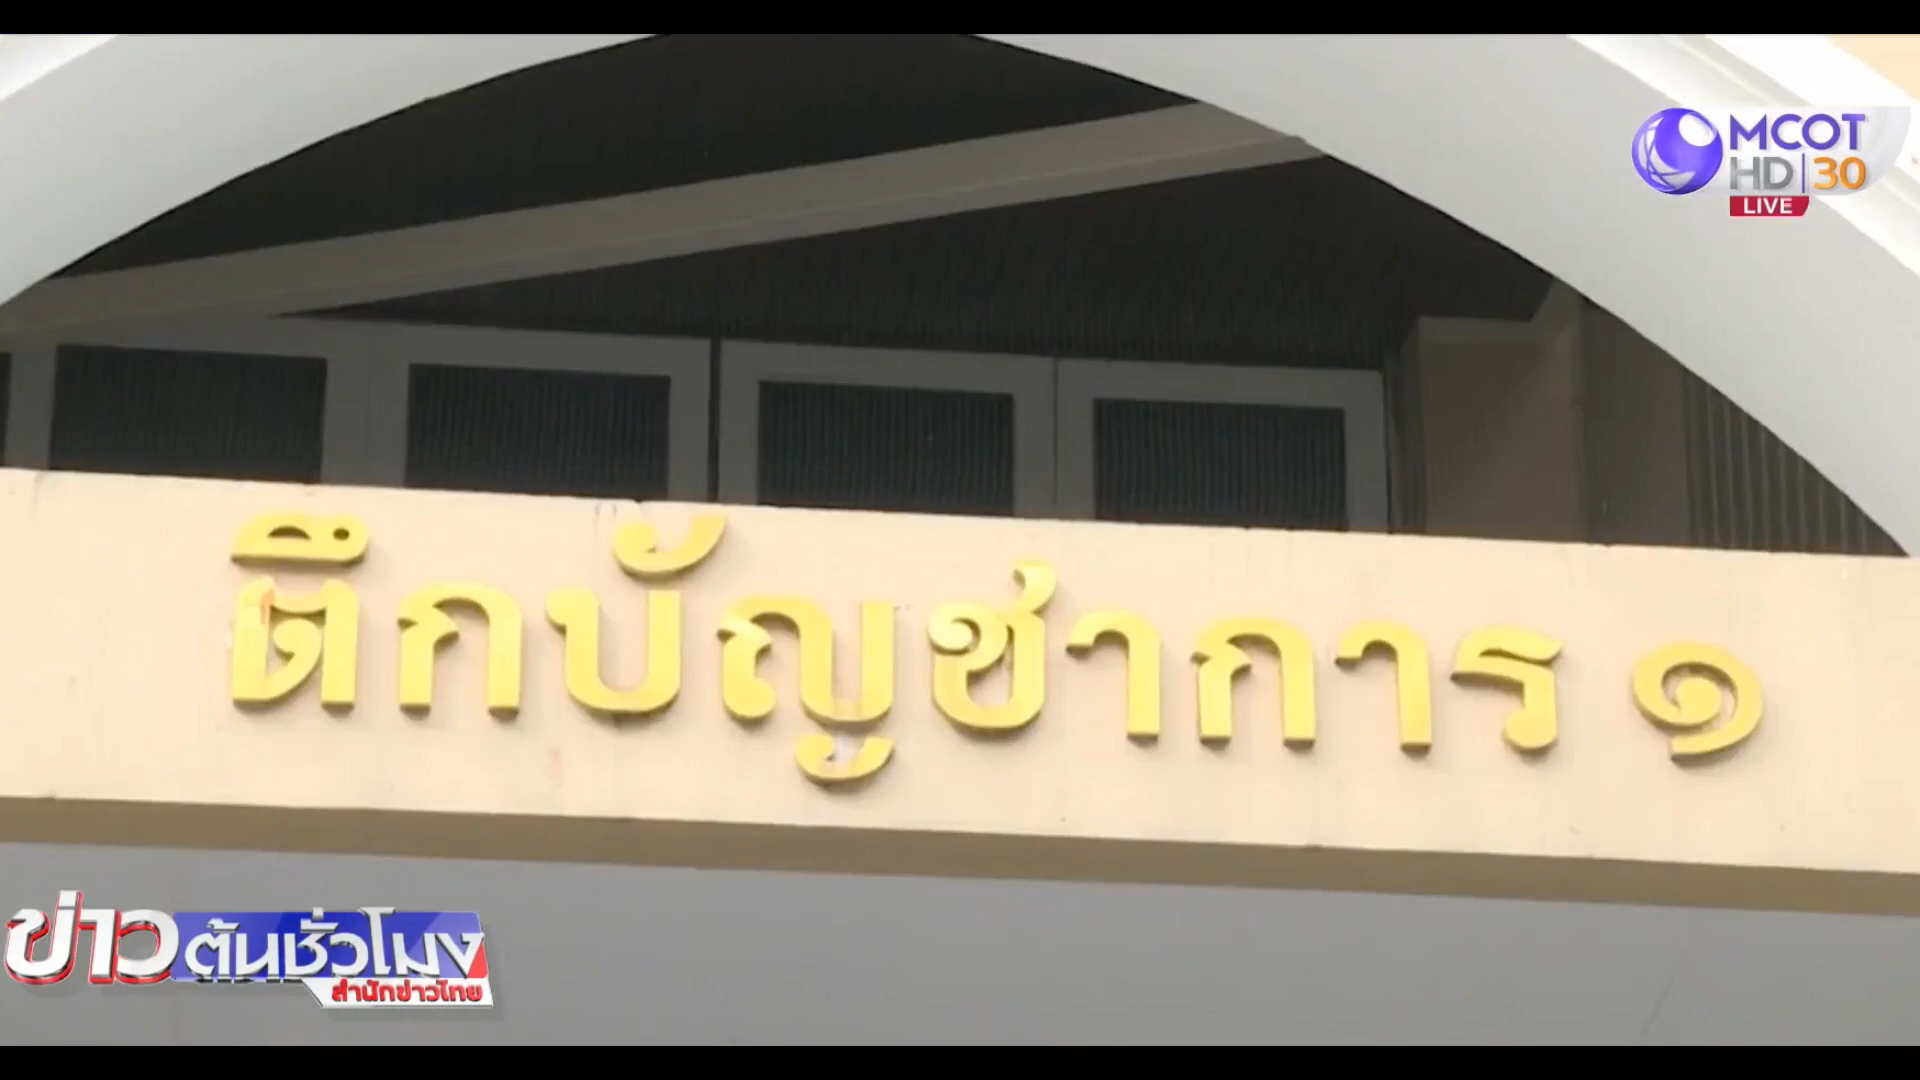 MCOT
HD 30
LIVE
ตึกบัญชาการ ๑
ข่าวต้นชั่วโมง
สำนักข่าวไทย